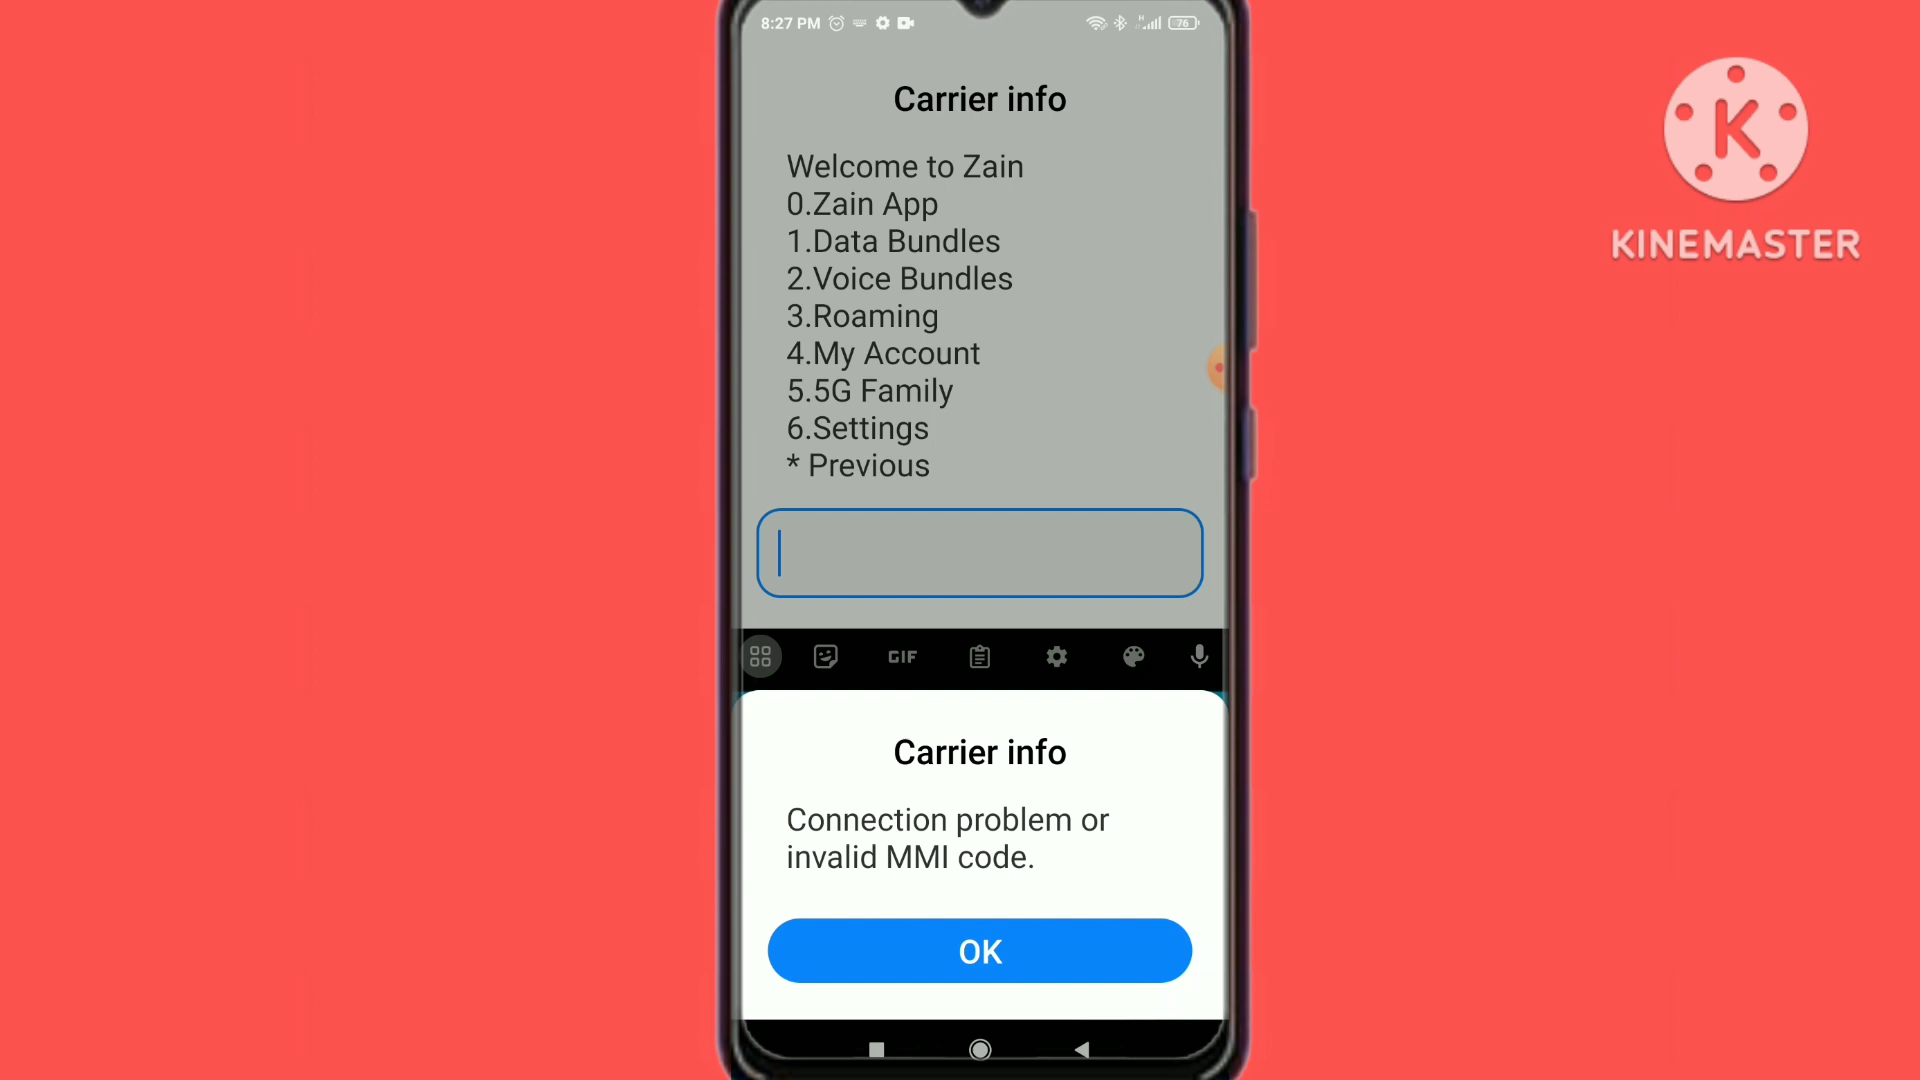 8:27 PM
H
76
Carrier info
Welcome to Zain
0.Zain App
1.Data Bundles
2.Voice Bundles
3.Roaming
4.My Account
5.5G Family
6.Settings
* Previous
GIF
Carrier info
Connection problem or
invalid MMI code.
OK
K
KINEMASTER